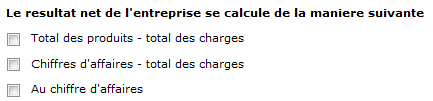 Le resultat net de l'entreprise se calcule de la maniere suivante
Total des produits - total des charges
Chiffres d'affaires - total des charges
Au chiffre d'affaires